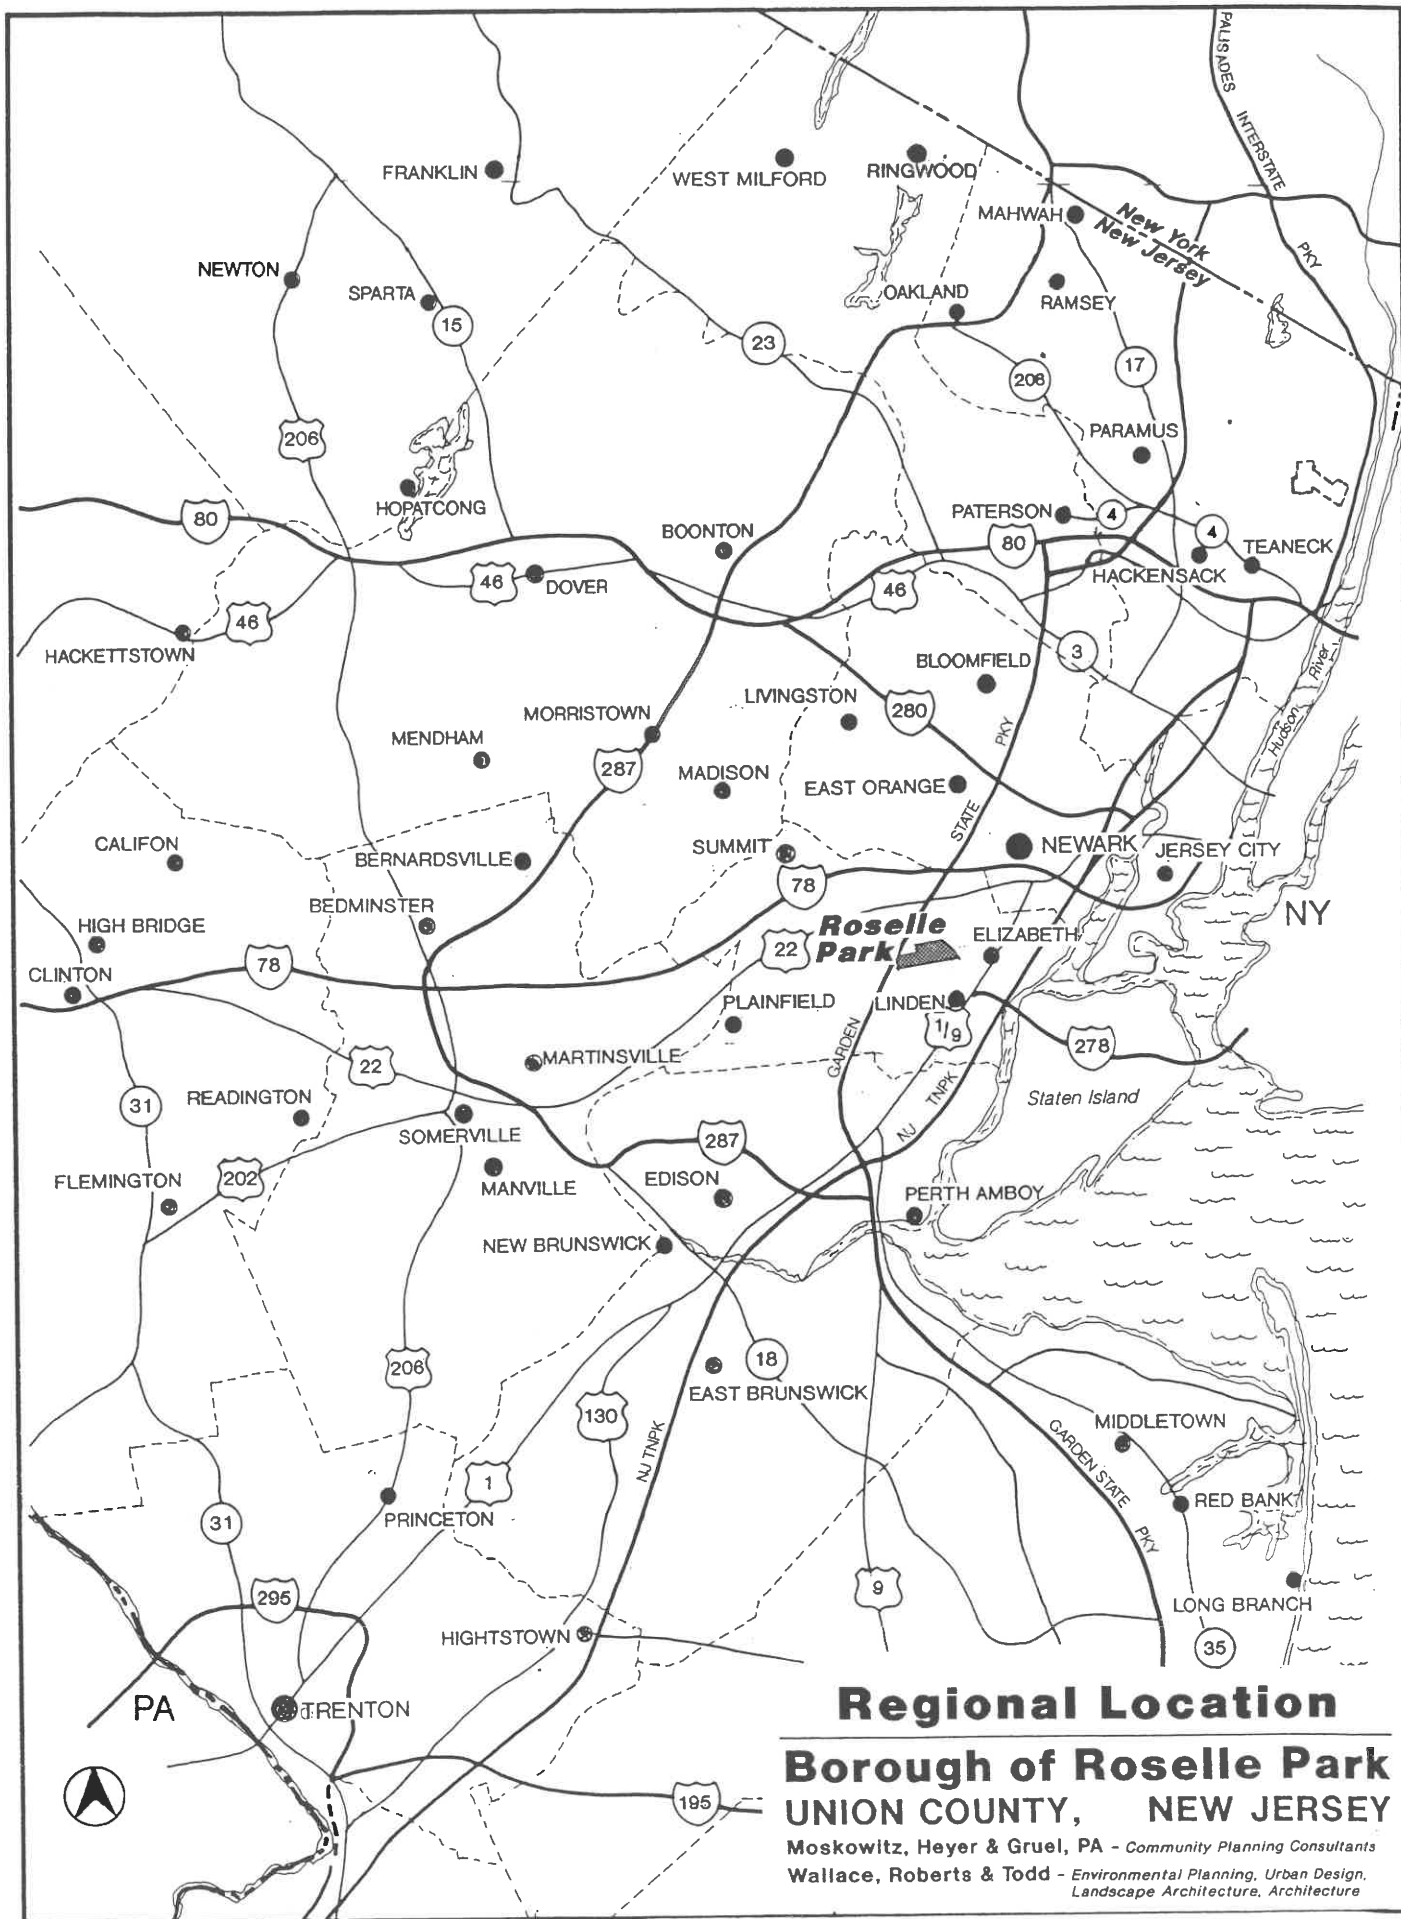 PALISADES
INTERSTATE
PKY
FRANKLIN
WEST MILFORD
RINGWOOD
MAHWAH
New York
New Jersey
NEWTON
SPARTA
15
OAKLAND
RAMSEY
23
208
17
206
PARAMUS
HOPATCONG
80
BOONTON
PATERSON
4
4
80
TEANECK
HACKENSACK
46
DOVER
46
46
HACKETTSTOWN
3
BLOOMFIELD
River
LIVINGSTON
280
Hudson
MORRISTOWN
PKY
MENDHAM
287
MADISON
EAST ORANGE
STATE
CALIFON
BERNARDSVILLE
SUMMIT
NEWARK
JERSEY CITY
78
BEDMINSTER
NY
HIGH BRIDGE
Roselle
Park
22
ELIZABETH
78
CLINTON
PLAINFIELD
LINDEN
1/9
GARDEN
278
MARTINSVILLE
22
31
READINGTON
TNPK
Staten Island
SOMERVILLE
NJ
287
202
FLEMINGTON
MANVILLE
EDISON
PERTH AMBOY
NEW BRUNSWICK
206
18
EAST BRUNSWICK
130
MIDDLETOWN
GARDEN STATE
NJ TNPK
1
RED BANK
PRINCETON
31
PKY
295
9
LONG BRANCH
HIGHTSTOWN
35
PA
TRENTON
195
Regional Location
Borough of Roselle Park
UNION COUNTY, NEW JERSEY
Moskowitz, Heyer & Gruel, PA - Community Planning Consultants
Wallace, Roberts & Todd - Environmental Planning, Urban Design,
Landscape Architecture, Architecture